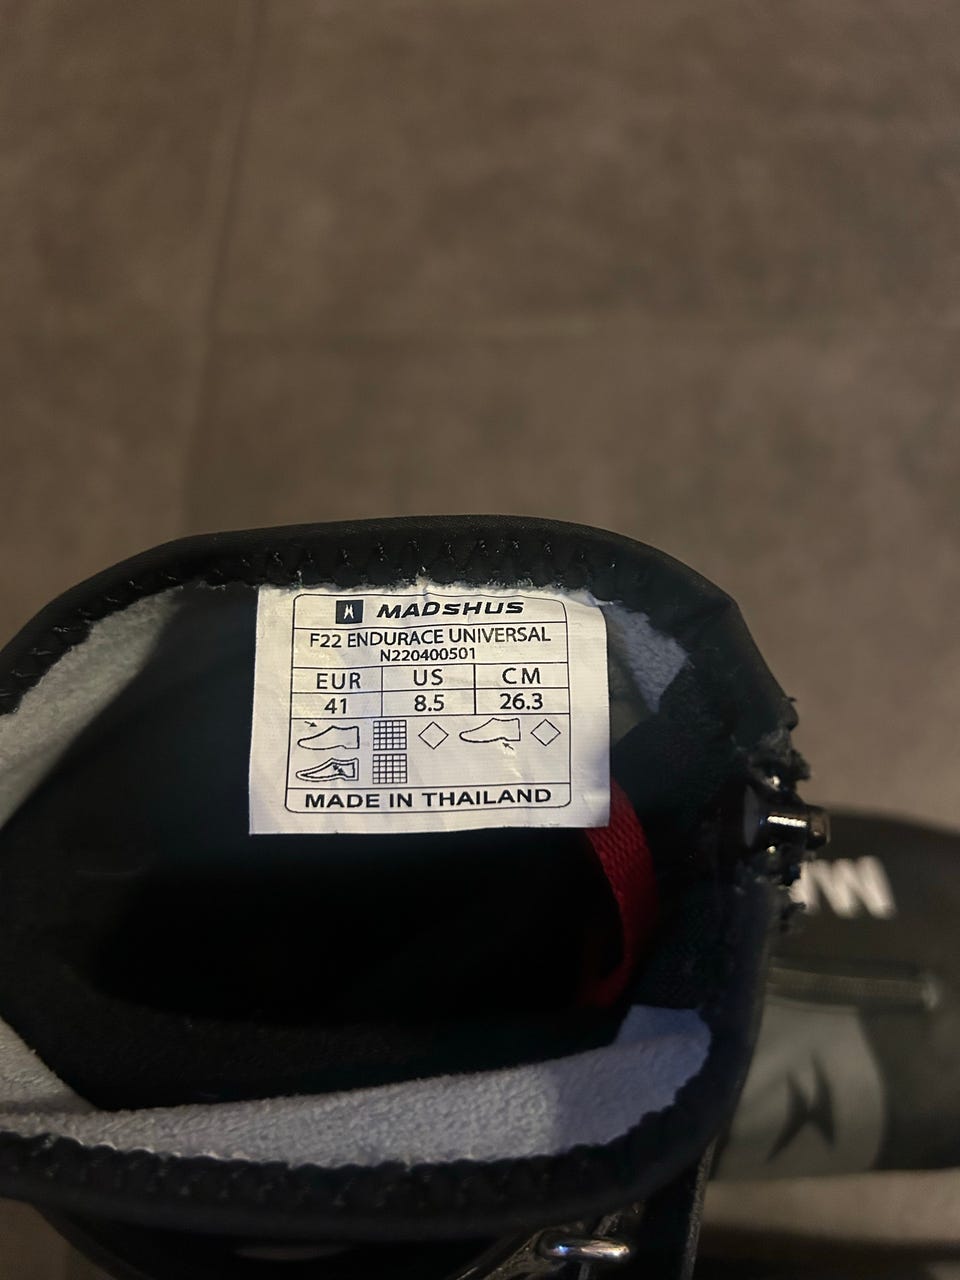 MADSHUS
F22 ENDURACE UNIVERSAL
N220400501
EUR US CM
41 8.5 26.3
MADE IN THAILAND